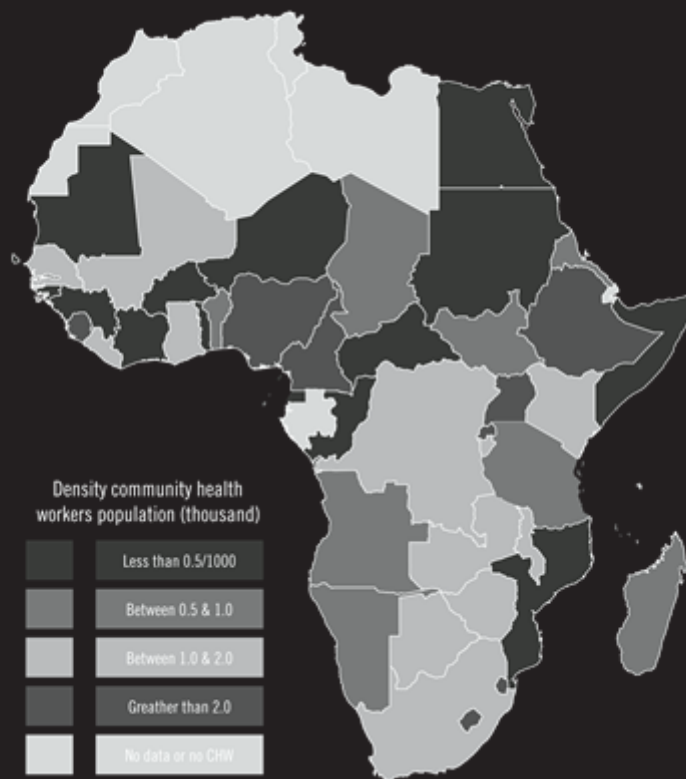 Density community health
workers population (thousand)
Less than 0.5/1000
Between 0.5 & 1.0
Between 1.0 & 2.0
Greather than 2.0
No data or no CHW